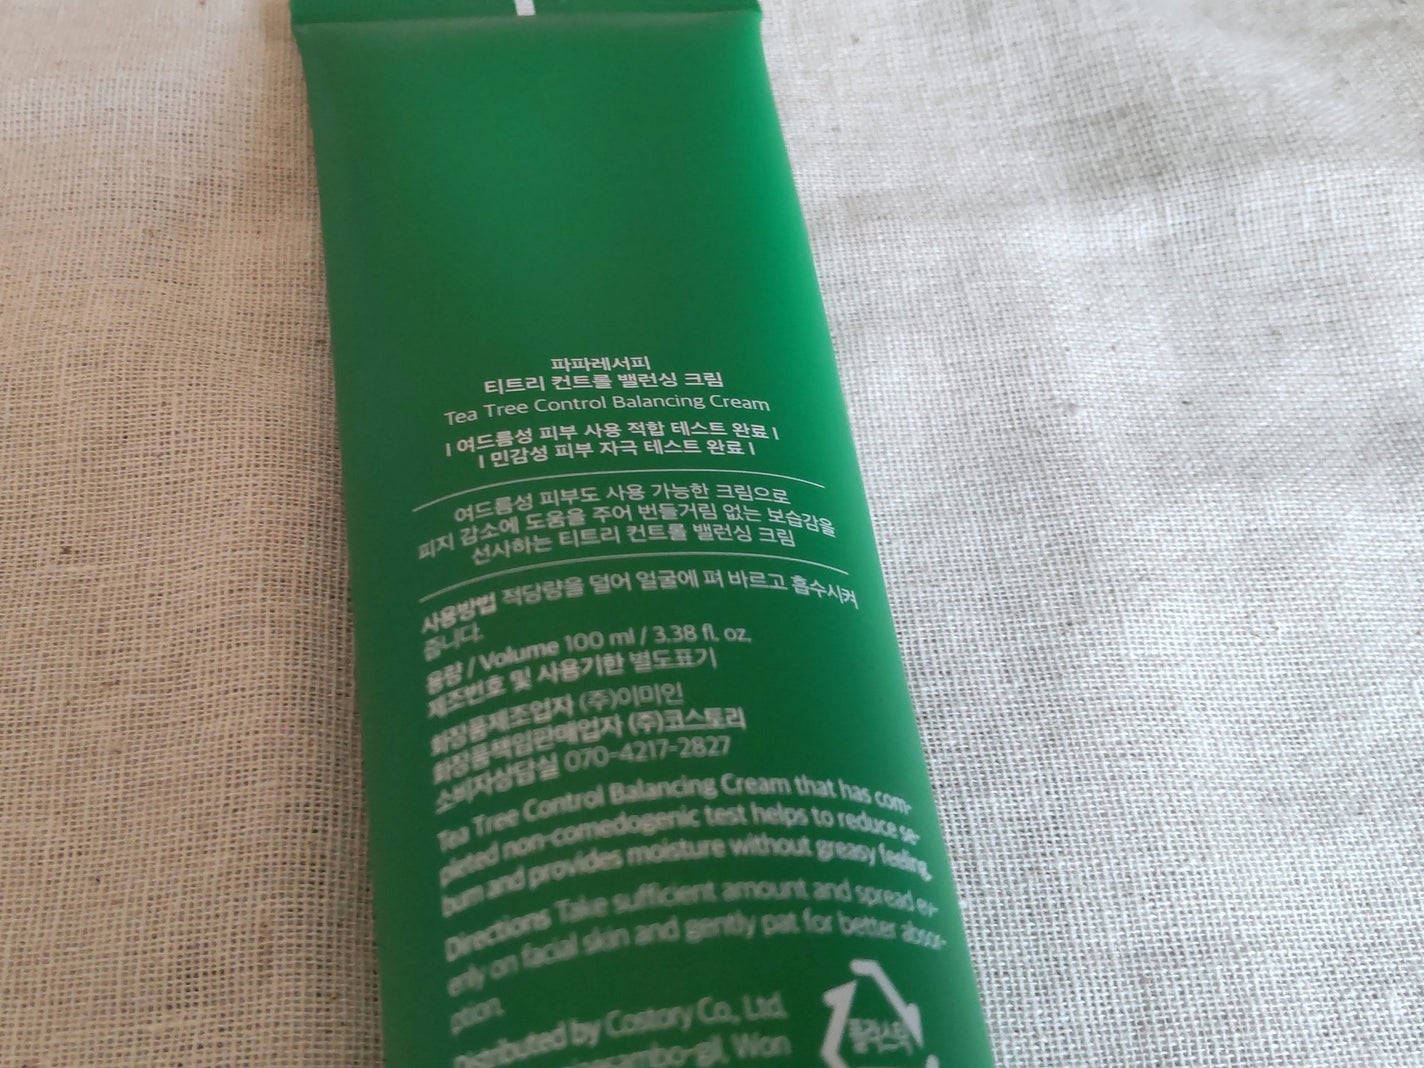 파파레서피
티트리 컨트롤 밸런싱 크림
Tea Tree Control Balancing Cream
| 여드름성 피부 사용 적합 테스트 완료 |
| 민감성 피부 자극 테스트 완료 |
여드름성 피부도 사용 가능한 크림으로
피지 감소에 도움을 주어 번들거림 없는 보습감을
선사하는 티트리 컨트롤 밸런싱 크림
사용방법 적당량을 덜어 얼굴에 펴 바르고 흡수시켜
줍니다.
용량 / Volume 100 ml / 3.38 fl. oz.
제조번호 및 사용기한 별도표기
화장품제조업자 (주)이미인
화장품책임판매업자 (주)코스토리
소비자상담실 070-4217-2827
Tea Tree Control Balancing Cream that has com-
pleted non-comedogenic test helps to reduce se-
bum and provides moisture without greasy feeling.
Directions Take sufficient amount and spread ev-
enly on facial skin and gently pat for better absor-
ption.
Distributed by Costory Co., Ltd.
Won
플라스틱